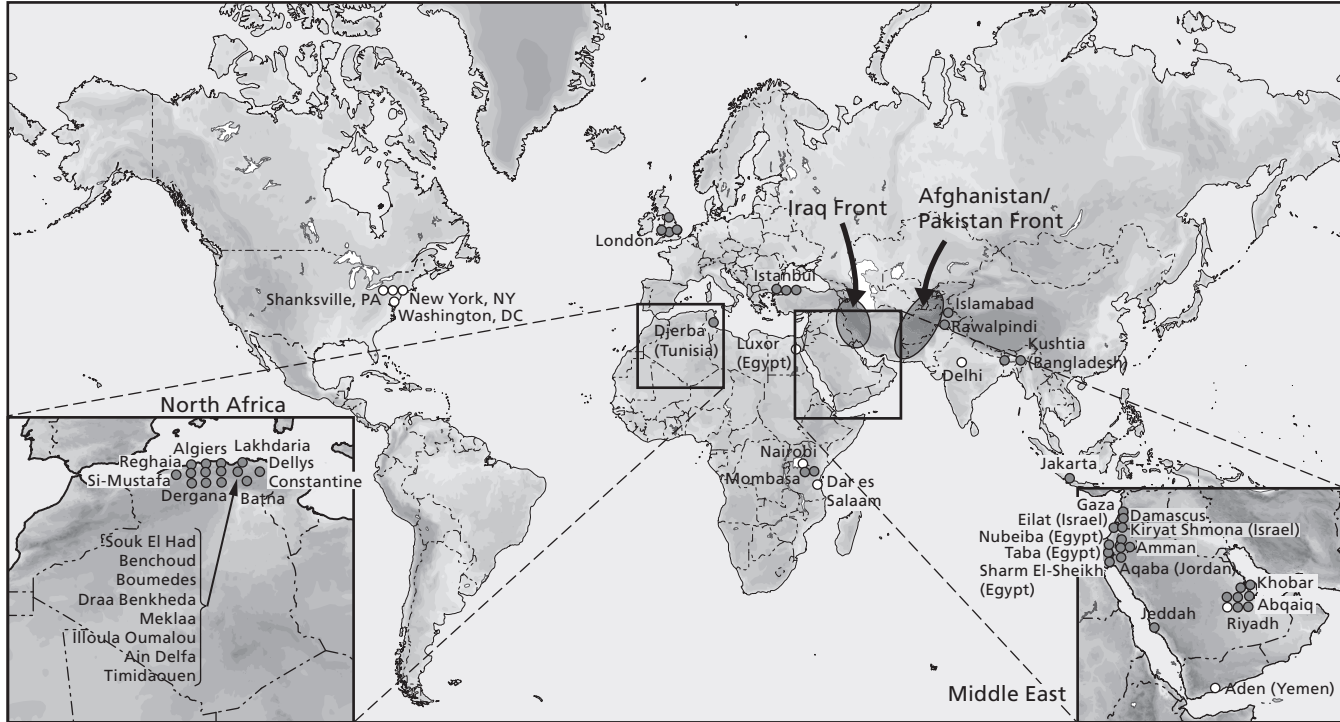 Iraq Front
Afghanistan/
Pakistan Front
London
Istanbul
Shanksville, PA
New York, NY
Washington, DC
Islamabad
Rawalpindi
Djerba
(Tunisia)
Luxor
(Egypt)
Kushtia
(Bangladesh)
Delhi
Nairobi
Mombasa
Dar es
Salaam
Jakarta
North Africa
Algiers
Lakhdaria
Reghaia
Dellys
Si-Mustafa
Constantine
Dergana
Batna
Souk El Had
Benchoud
Boumedes
Draa Benkheda
Meklaa
Illoula Oumalou
Ain Delfa
Timidaouen
Middle East
Gaza
Damascus
Eilat (Israel)
Kiryat Shmona (Israel)
Nubeiba (Egypt)
Taba (Egypt)
Amman
Sharm El-Sheikh
(Egypt)
Aqaba (Jordan)
Khobar
Abqaiq
Riyadh
Jeddah
Aden (Yemen)